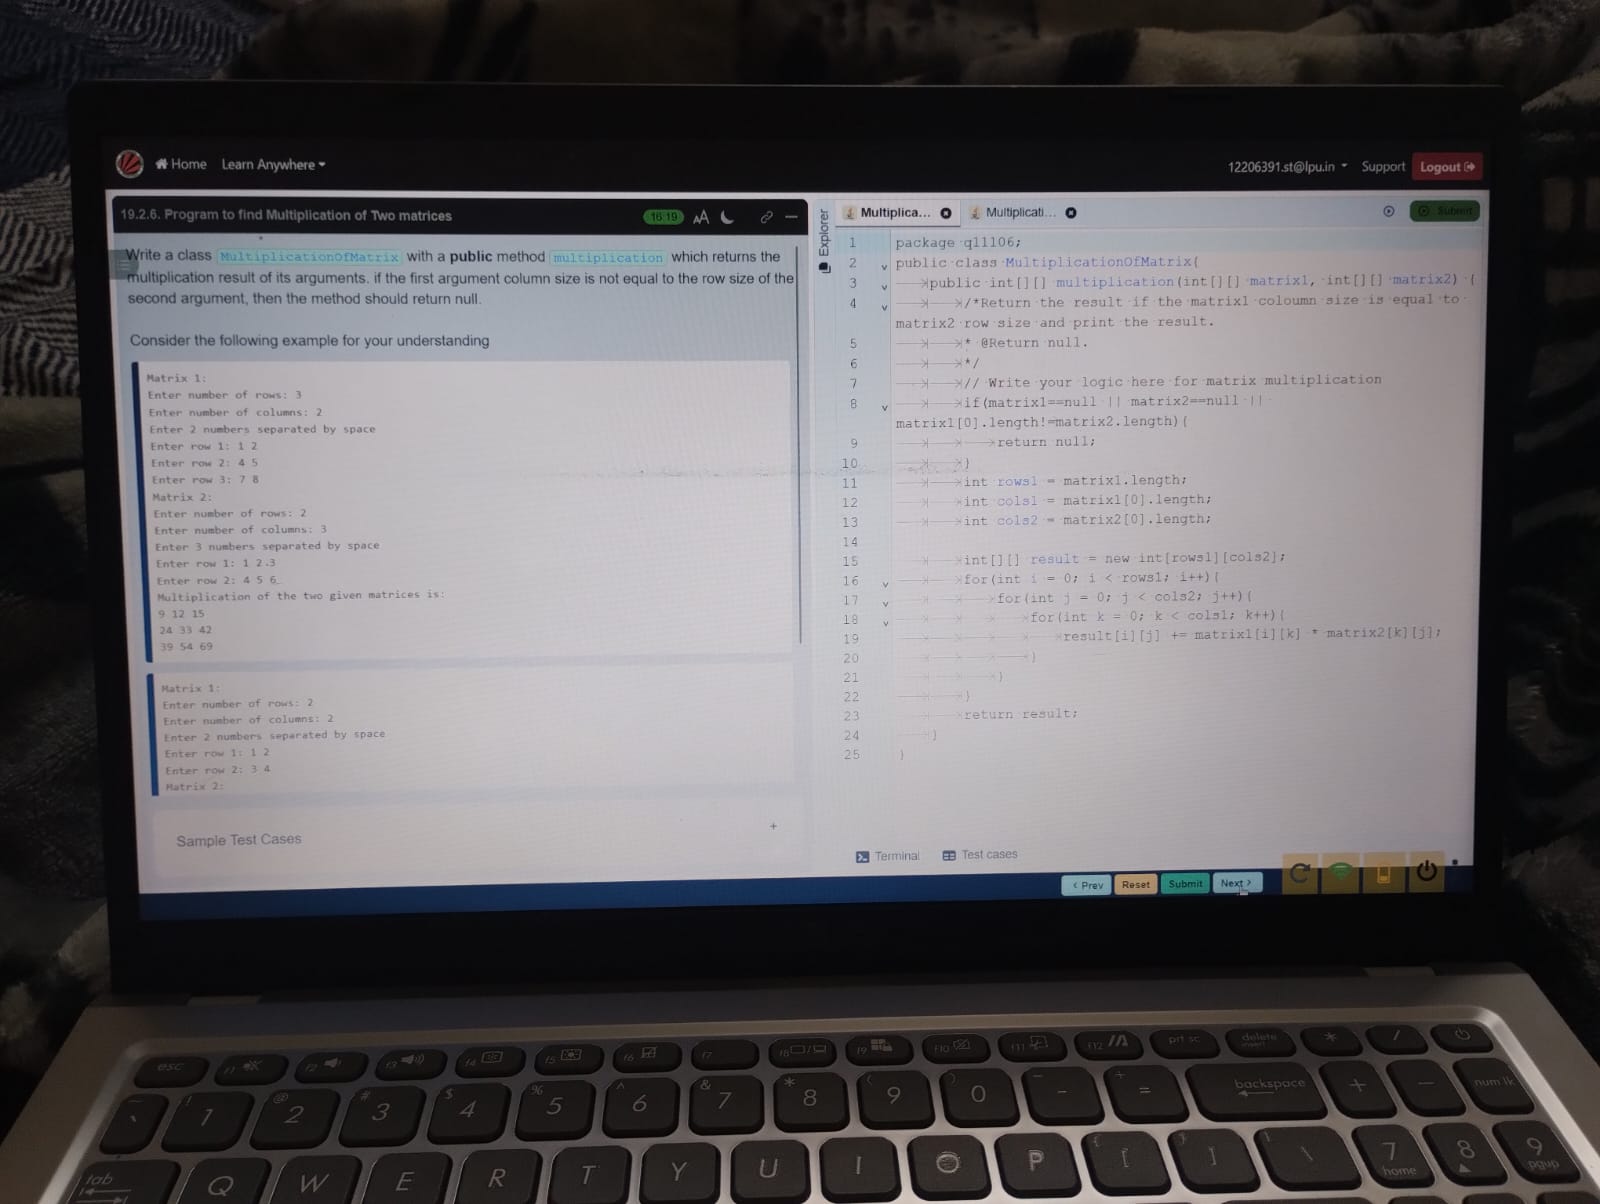 Home Learn Anywhere
12206391.st@lpu.in Support Logout
19.2.6. Program to find Multiplication of Two matrices
16:19 AA
Write a class MultiplicationOfMatrix with a public method multiplication which returns the
multiplication result of its arguments. if the first argument column size is not equal to the row size of the
second argument, then the method should return null.
Consider the following example for your understanding
Matrix 1:
Enter number of rows: 3
Enter number of columns: 2
Enter 2 numbers separated by space
Enter row 1: 1 2
Enter row 2: 4 5
Enter row 3: 7 8
Matrix 2:
Enter number of rows: 2
Enter number of columns: 3
Enter 3 numbers separated by space
Enter row 1: 1 2 3
Enter row 2: 4 5 6
Multiplication of the two given matrices is:
9 12 15
24 33 42
39 54 69
Matrix 1:
Enter number of rows: 2
Enter number of columns: 2
Enter 2 numbers separated by space
Enter row 1: 1 2
Enter row 2: 3 4
Matrix 2:
Sample Test Cases +
Explorer
Multiplica... Multiplicati... Submit
1 package q11106;
2 public class MultiplicationOfMatrix{
3 public int[][] multiplication(int[][] matrix1, int[][] matrix2) {
4 /*Return the result if the matrix1 coloumn size is equal to
matrix2 row size and print the result.
5 * @Return null.
6 */
7 // Write your logic here for matrix multiplication
8 if(matrix1==null || matrix2==null ||
matrix1[0].length!=matrix2.length){
9 return null;
10 }
11 int rows1 = matrix1.length;
12 int cols1 = matrix1[0].length;
13 int cols2 = matrix2[0].length;
14
15 int[][] result = new int[rows1][cols2];
16 for(int i = 0; i < rows1; i++){
17 for(int j = 0; j < cols2; j++){
18 for(int k = 0; k < cols1; k++){
19 result[i][j] += matrix1[i][k] * matrix2[k][j];
20 }
21 }
22 }
23 return result;
24 }
25 }
Terminal Test cases
< Prev Reset Submit Next >
esc f1 f2 f3 f4 f5 f6 f7 f8 f9 f10 f11 f12 prt sc delete insert * /
! 1 @ 2 # 3 $ 4 % 5 ^ 6 & 7 * 8 ( 9 ) 0 - + = backspace + - num lk
tab Q W E R T Y U I O P { [ } ] \ 7 home 8 9 pgup